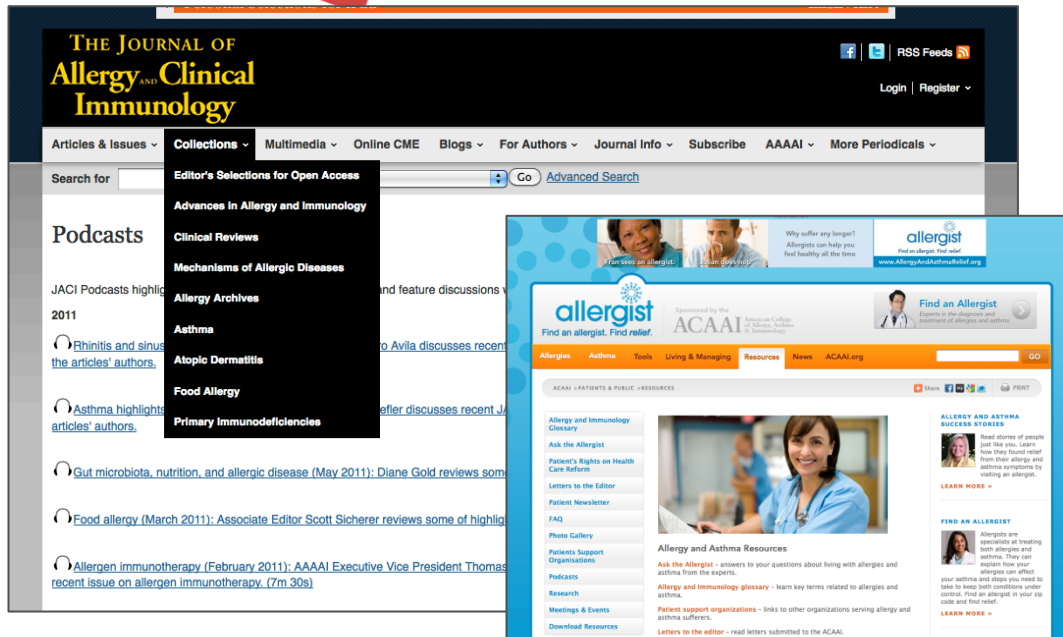 THE JOURNAL OF
Allergy AND Clinical
Immunology
RSS Feeds
Login | Register
Articles & Issues Collections Multimedia Online CME Blogs For Authors Journal Info Subscribe AAAAI More Periodicals
Search for Go Advanced Search
Editor's Selections for Open Access
Advances in Allergy and Immunology
Clinical Reviews
Mechanisms of Allergic Diseases
Allergy Archives
Asthma
Atopic Dermatitis
Food Allergy
Primary Immunodeficiencies
Podcasts
JACI Podcasts and feature discussions
2011
Rhinitis and Avila discusses recent
the articles' authors.
Asthma highlights discusses recent
articles' authors.
Gut microbiota, nutrition, and allergic disease (May 2011): Diane Gold reviews
Food allergy (March 2011): Associate Editor Scott Sicherer reviews some of
Allergen immunotherapy (February 2011): AAAAI Executive Vice President Thomas
recent issue on allergen immunotherapy. (7m 30s)
Fran sees an allergist.
Why suffer any longer?
Allergists can help you
feel healthy all the time.
allergist
Find an allergist. Find relief.
www.AllergyAndAsthmaRelief.org
allergist
Find an allergist. Find relief.
Sponsored by the
ACAAI American College
of Allergy, Asthma
& Immunology
Find an Allergist
Experts in the diagnosis and
treatment of allergies and asthma
Allergies Asthma Tools Living & Managing Resources News ACAAI.org GO
ACAAI >PATIENTS & PUBLIC >RESOURCES
Share PRINT
Allergy and Immunology
Glossary
Ask the Allergist
Patient's Rights on Health
Care Reform
Letters to the Editor
Patient Newsletter
FAQ
Photo Gallery
Patients Support
Organisations
Podcasts
Research
Meetings & Events
Download Resources
Allergy and Asthma Resources
Ask the Allergist – answers to your questions about living with allergies and
asthma from the experts.
Allergy and Immunology glossary – learn key terms related to allergies and
asthma.
Patient support organizations – links to other organizations serving allergy and
asthma sufferers.
Letters to the editor – read letters submitted to the ACAAI.
ALLERGY AND ASTHMA
SUCCESS STORIES
Read stories of people
just like you. Learn
how they found relief
from their allergy and
asthma symptoms by
visiting an allergist.
LEARN MORE »
FIND AN ALLERGIST
Allergists are
specialists at treating
both allergies and
asthma. They can
explain how your
allergies can affect
your asthma and steps you need to
take to keep both conditions under
control. Find an allergist in your zip
code and find relief.
LEARN MORE »